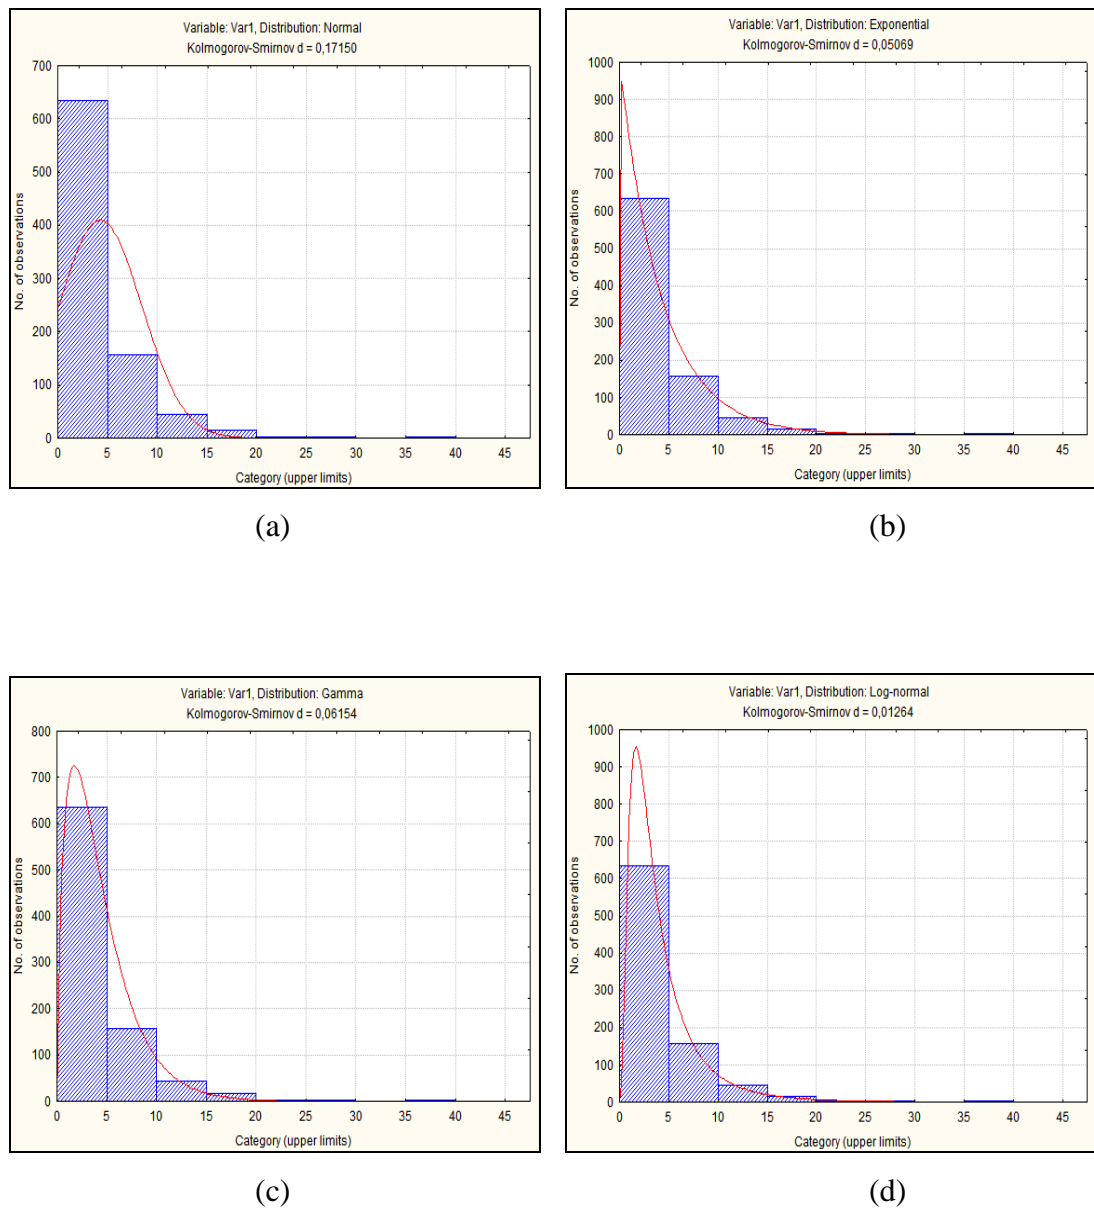 Variable: Var1, Distribution: Normal
Kolmogorov-Smirnov d = 0,17150
700
600
500
400
300
200
100
0
No. of observations
0 5 10 15 20 25 30 35 40 45
Category (upper limits)
(a)
Variable: Var1, Distribution: Exponential
Kolmogorov-Smirnov d = 0,05069
1000
900
800
700
600
500
400
300
200
100
0
No. of observations
0 5 10 15 20 25 30 35 40 45
Category (upper limits)
(b)
Variable: Var1, Distribution: Gamma
Kolmogorov-Smirnov d = 0,06154
800
700
600
500
400
300
200
100
0
No. of observations
0 5 10 15 20 25 30 35 40 45
Category (upper limits)
(c)
Variable: Var1, Distribution: Log-normal
Kolmogorov-Smirnov d = 0,01264
1000
900
800
700
600
500
400
300
200
100
0
No. of observations
0 5 10 15 20 25 30 35 40 45
Category (upper limits)
(d)